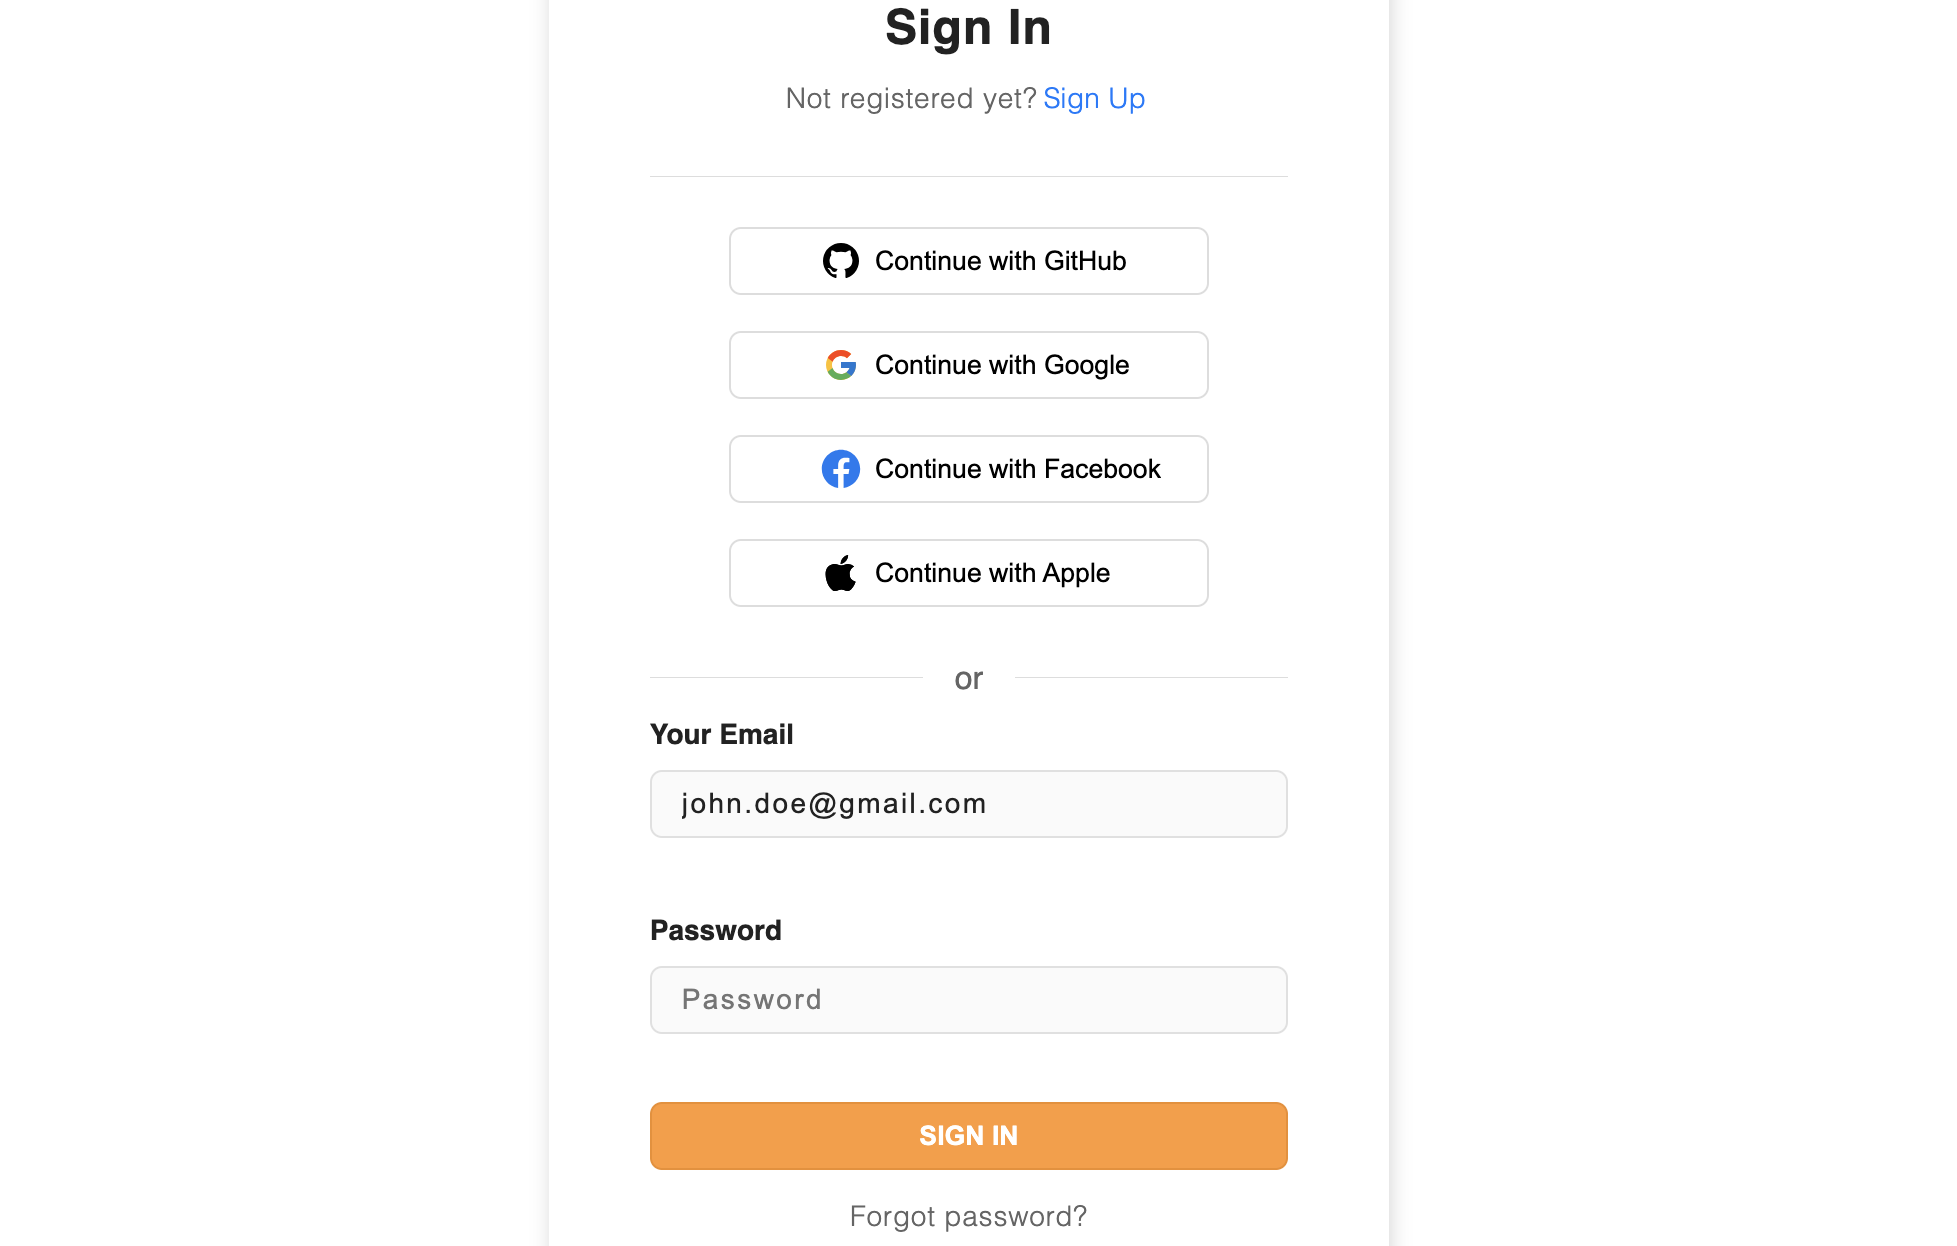 Sign In
Not registered yet? Sign Up
Continue with GitHub
Continue with Google
Continue with Facebook
Continue with Apple
or
Your Email
john.doe@gmail.com
Password
Password
SIGN IN
Forgot password?